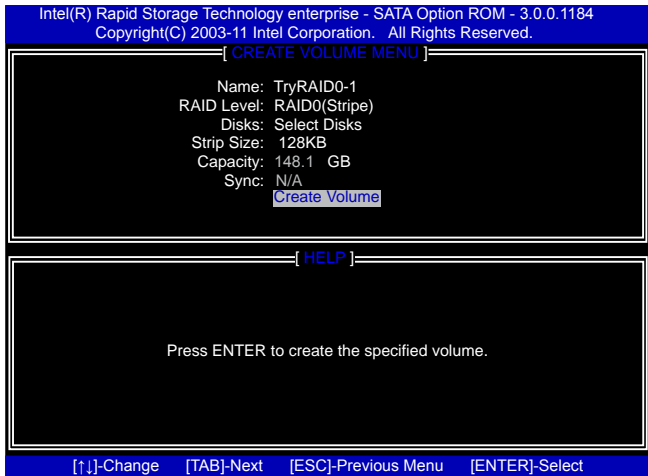 Intel(R) Rapid Storage Technology enterprise - SATA Option ROM - 3.0.0.1184
Copyright(C) 2003-11 Intel Corporation.   All Rights Reserved.
[ CREATE VOLUME MENU ]
Name: TryRAID0-1
RAID Level: RAID0(Stripe)
Disks: Select Disks
Strip Size: 128KB
Capacity: 148.1 GB
Sync: N/A
Create Volume
[ HELP ]
Press ENTER to create the specified volume.
[↑↓]-Change [TAB]-Next [ESC]-Previous Menu [ENTER]-Select